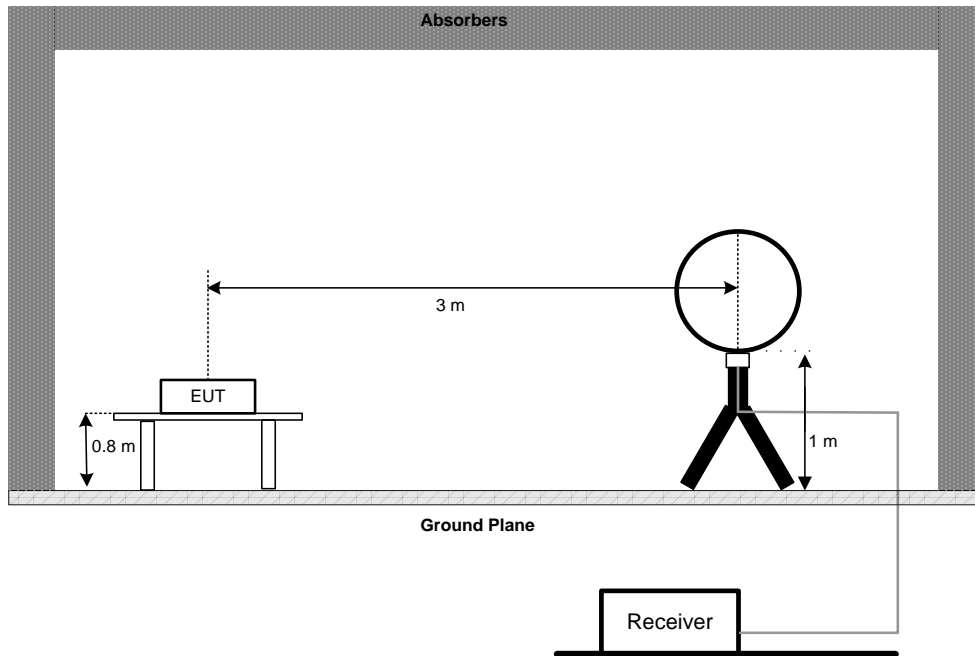 Absorbers
3 m
EUT
0.8 m
1 m
Ground Plane
Receiver